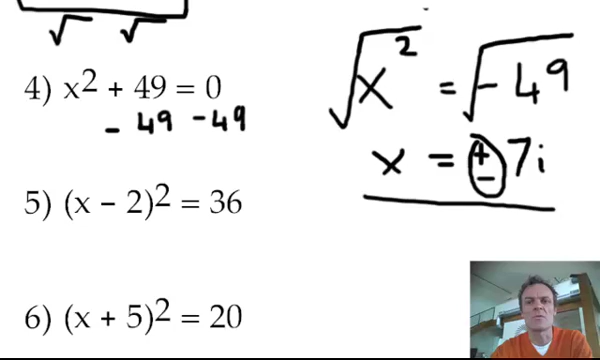 √ √
4) x² + 49 = 0
- 49 - 49
√x² = √-49
x = ± 7i
5) (x − 2)² = 36
6) (x + 5)² = 20